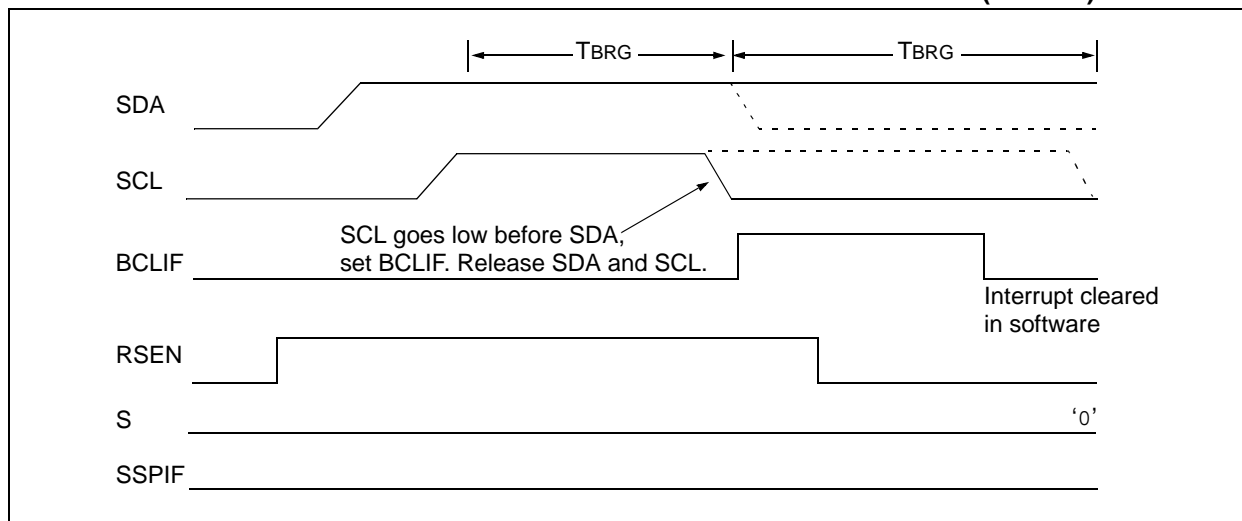 TBRG TBRG
SDA
SCL
SCL goes low before SDA,
set BCLIF. Release SDA and SCL.
BCLIF
Interrupt cleared
in software
RSEN
S
‘0’
SSPIF